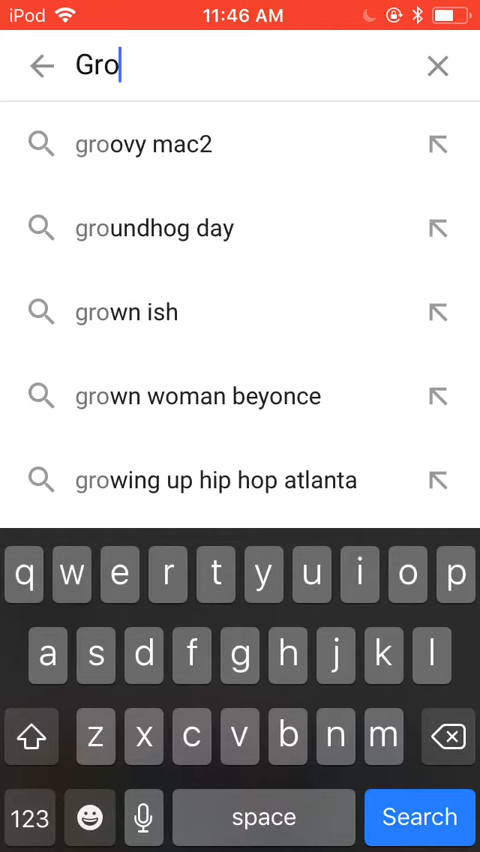 iPod 11:46 AM
Gro
groovy mac2
groundhog day
grown ish
grown woman beyonce
growing up hip hop atlanta
q w e r t y u i o p
a s d f g h j k l
z x c v b n m
123 space Search